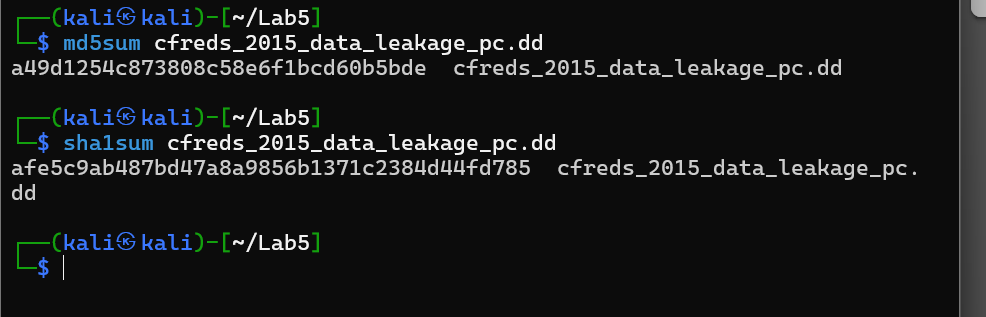 ┌──(kali㉿kali)-[~/Lab5]
└─$ md5sum cfreds_2015_data_leakage_pc.dd
a49d1254c873808c58e6f1bcd60b5bde  cfreds_2015_data_leakage_pc.dd
┌──(kali㉿kali)-[~/Lab5]
└─$ sha1sum cfreds_2015_data_leakage_pc.dd
afe5c9ab487bd47a8a9856b1371c2384d44fd785  cfreds_2015_data_leakage_pc.
dd
┌──(kali㉿kali)-[~/Lab5]
└─$